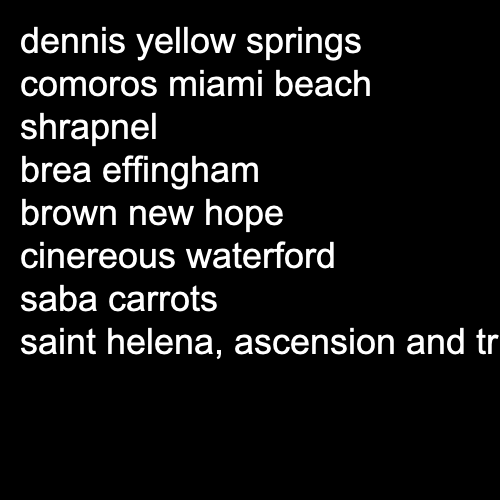 dennis yellow springs
comoros miami beach
shrapnel
brea effingham
brown new hope
cinereous waterford
saba carrots
saint helena, ascension and tr